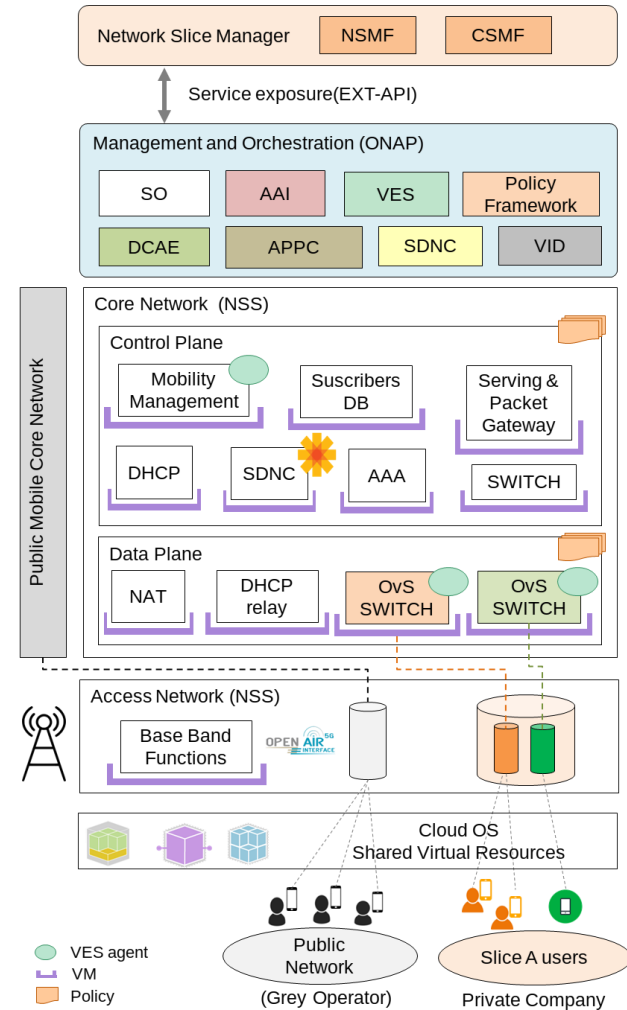 Network Slice Manager
NSMF
CSMF
Service exposure(EXT-API)
Management and Orchestration (ONAP)
SO
AAI
VES
Policy
Framework
DCAE
APPC
SDNC
VID
Public Mobile Core Network
Core Network (NSS)
Control Plane
Mobility
Management
Suscribers
DB
Serving &
Packet
Gateway
DHCP
SDNC
AAA
SWITCH
Data Plane
NAT
DHCP
relay
OvS
SWITCH
OvS
SWITCH
Access Network (NSS)
Base Band
Functions
OPEN AIR 5G
INTERFACE
Cloud OS
Shared Virtual Resources
VES agent
VM
Policy
Public
Network
(Grey Operator)
Slice A users
Private Company